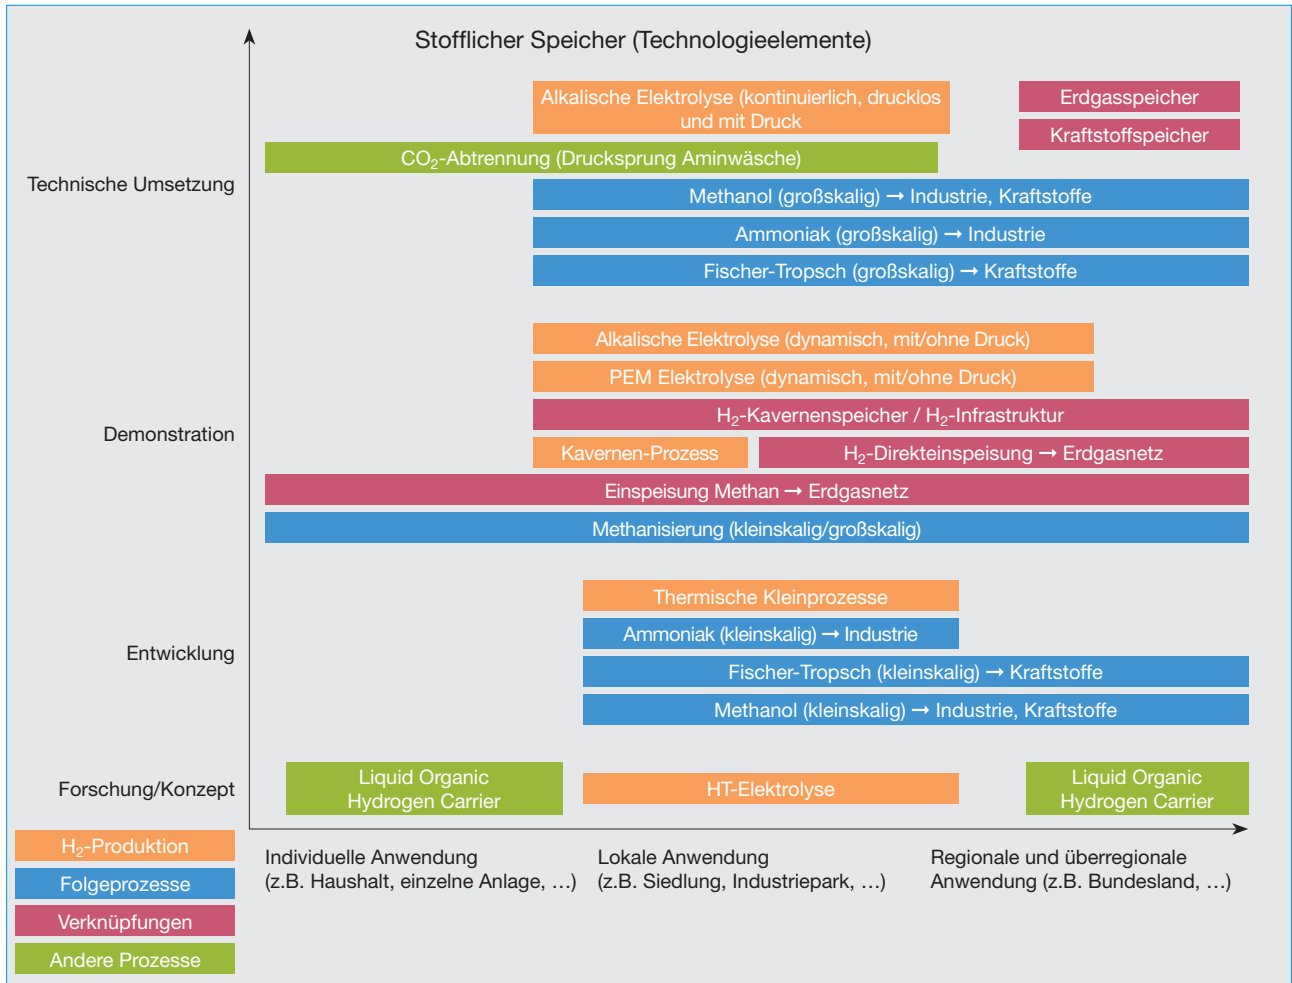 Stofflicher Speicher (Technologieelemente)
Alkalische Elektrolyse (kontinuierlich, drucklos
und mit Druck
Erdgasspeicher
Kraftstoffspeicher
CO₂-Abtrennung (Drucksprung Aminwäsche)
Technische Umsetzung
Methanol (großskalig) → Industrie, Kraftstoffe
Ammoniak (großskalig) → Industrie
Fischer-Tropsch (großskalig) → Kraftstoffe
Alkalische Elektrolyse (dynamisch, mit/ohne Druck)
PEM Elektrolyse (dynamisch, mit/ohne Druck)
H₂-Kavernenspeicher / H₂-Infrastruktur
Demonstration
Kavernen-Prozess
H₂-Direkteinspeisung → Erdgasnetz
Einspeisung Methan → Erdgasnetz
Methanisierung (kleinskalig/großskalig)
Thermische Kleinprozesse
Ammoniak (kleinskalig) → Industrie
Entwicklung
Fischer-Tropsch (kleinskalig) → Kraftstoffe
Methanol (kleinskalig) → Industrie, Kraftstoffe
Forschung/Konzept
Liquid Organic
Hydrogen Carrier
HT-Elektrolyse
Liquid Organic
Hydrogen Carrier
H₂-Produktion
Folgeprozesse
Verknüpfungen
Andere Prozesse
Individuelle Anwendung
(z.B. Haushalt, einzelne Anlage, …)
Lokale Anwendung
(z.B. Siedlung, Industriepark, …)
Regionale und überregionale
Anwendung (z.B. Bundesland, …)